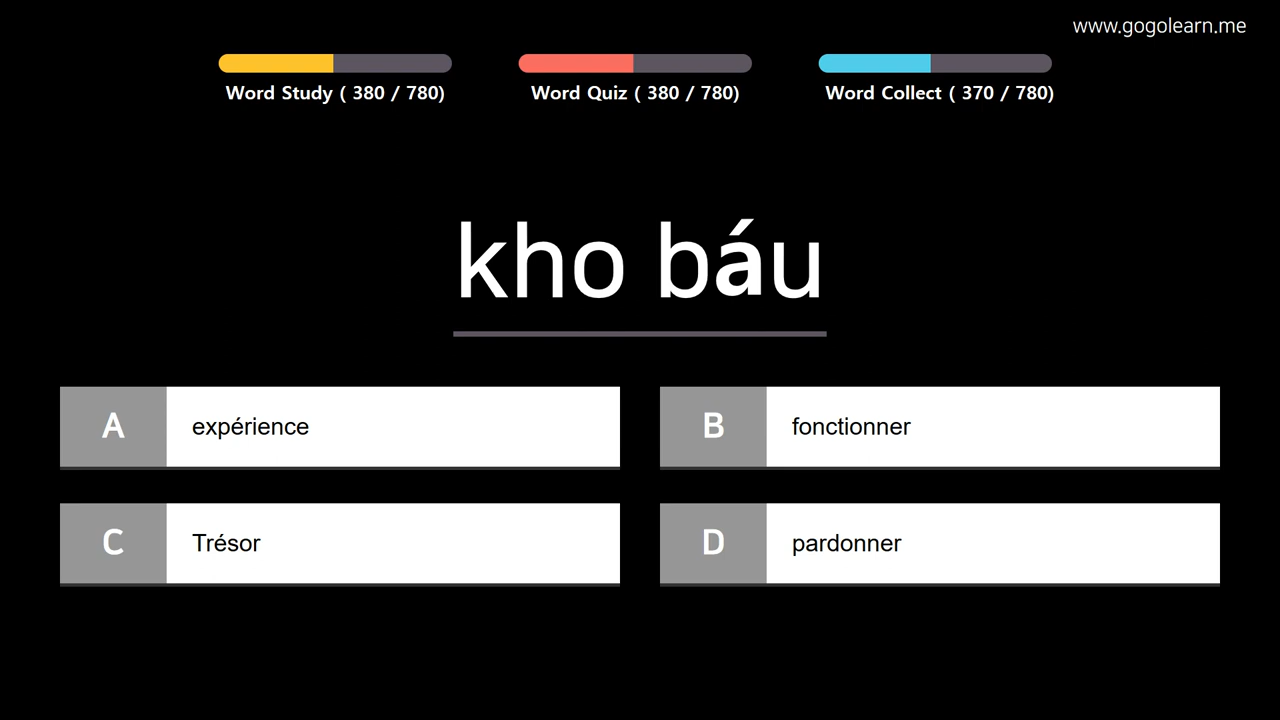 www.gogolearn.me
Word Study ( 380 / 780)
Word Quiz ( 380 / 780)
Word Collect ( 370 / 780)
kho báu
A expérience
B fonctionner
C Trésor
D pardonner